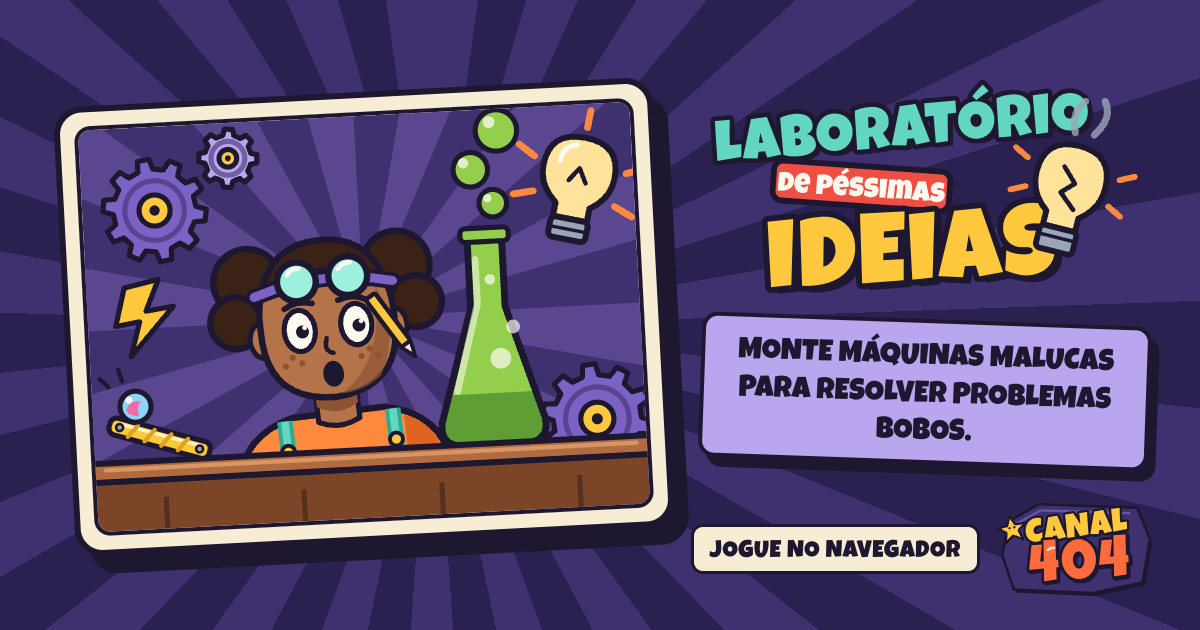 LABORATÓRIO
DE PÉSSIMAS
IDEIAS
MONTE MÁQUINAS MALUCAS
PARA RESOLVER PROBLEMAS
BOBOS.
JOGUE NO NAVEGADOR
CANAL
404